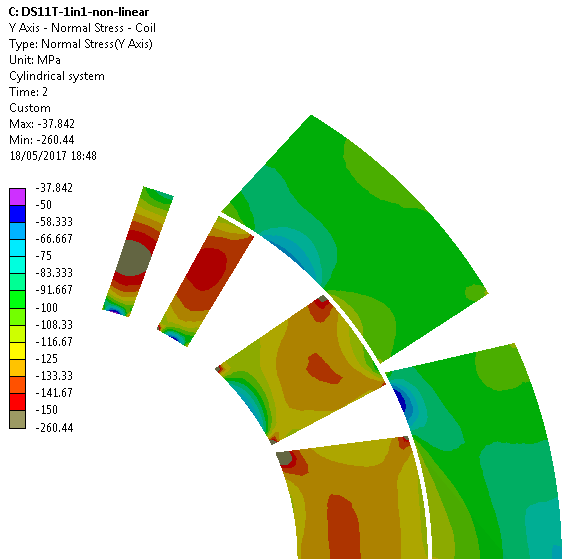 C: DS11T-1in1-non-linear
Y Axis - Normal Stress - Coil
Type: Normal Stress(Y Axis)
Unit: MPa
Cylindrical system
Time: 2
Custom
Max: -37.842
Min: -260.44
18/05/2017 18:48
-37.842
-50
-58.333
-66.667
-75
-83.333
-91.667
-100
-108.33
-116.67
-125
-133.33
-141.67
-150
-260.44